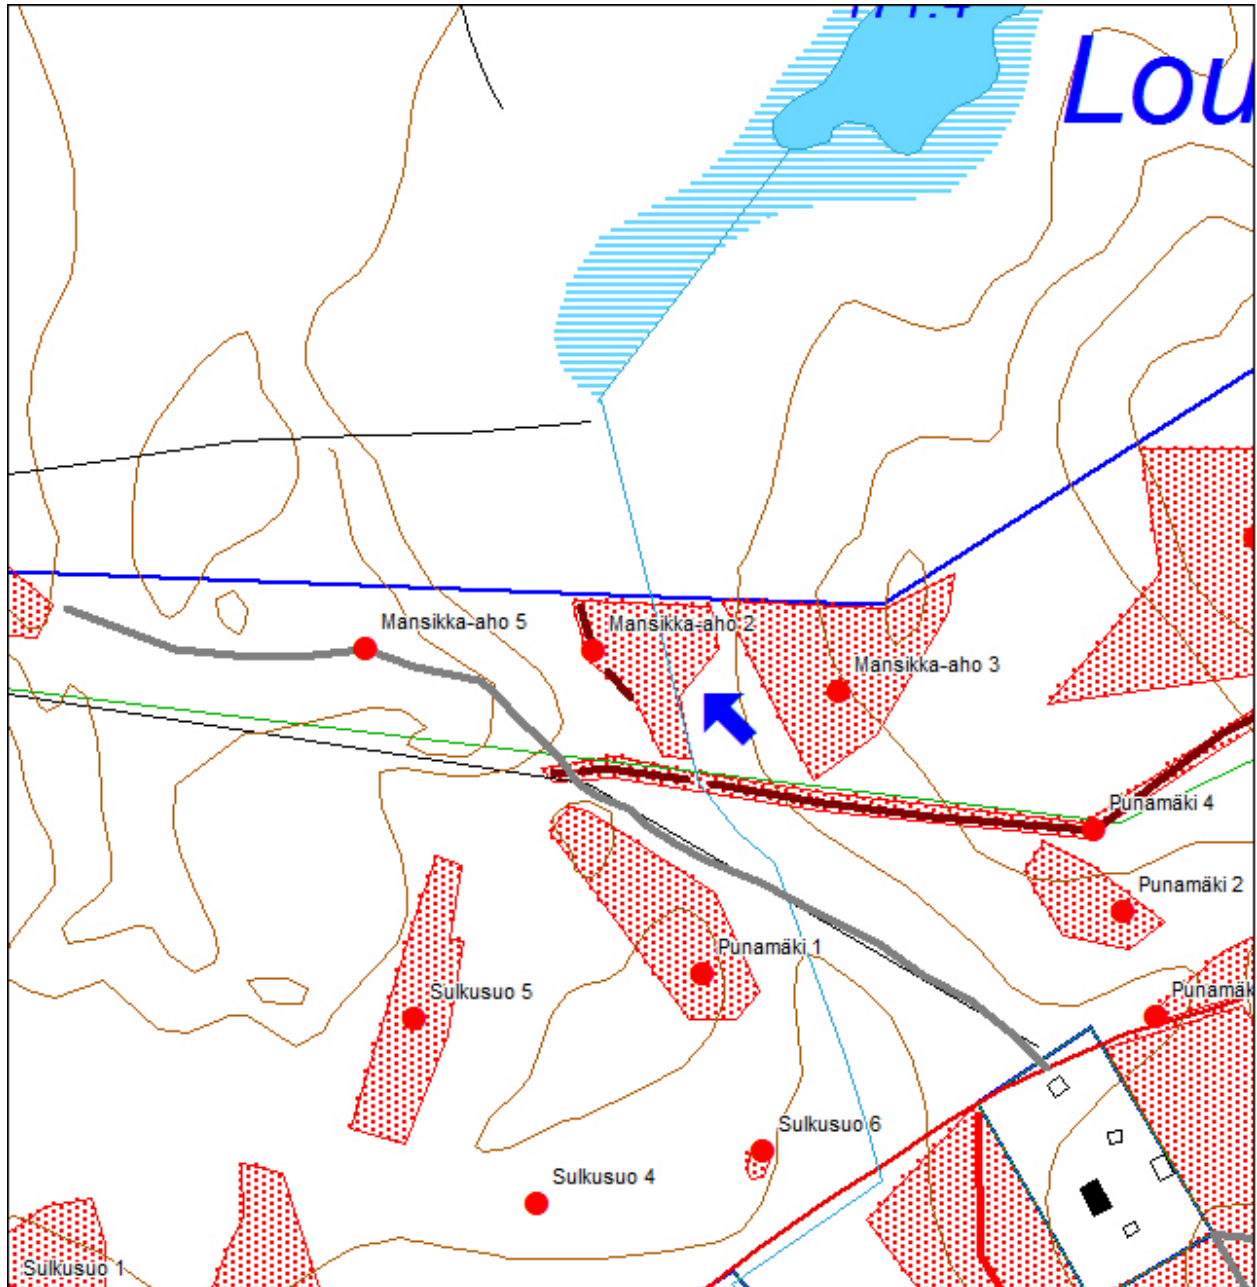 Lou
Mansikka-aho 5
Mansikka-aho 2
Mansikka-aho 3
Punamäki 4
Punamäki 2
Punamäki 1
Sulkusuo 5
Punamäk
Sulkusuo 6
Sulkusuo 4
Sulkusuo 1